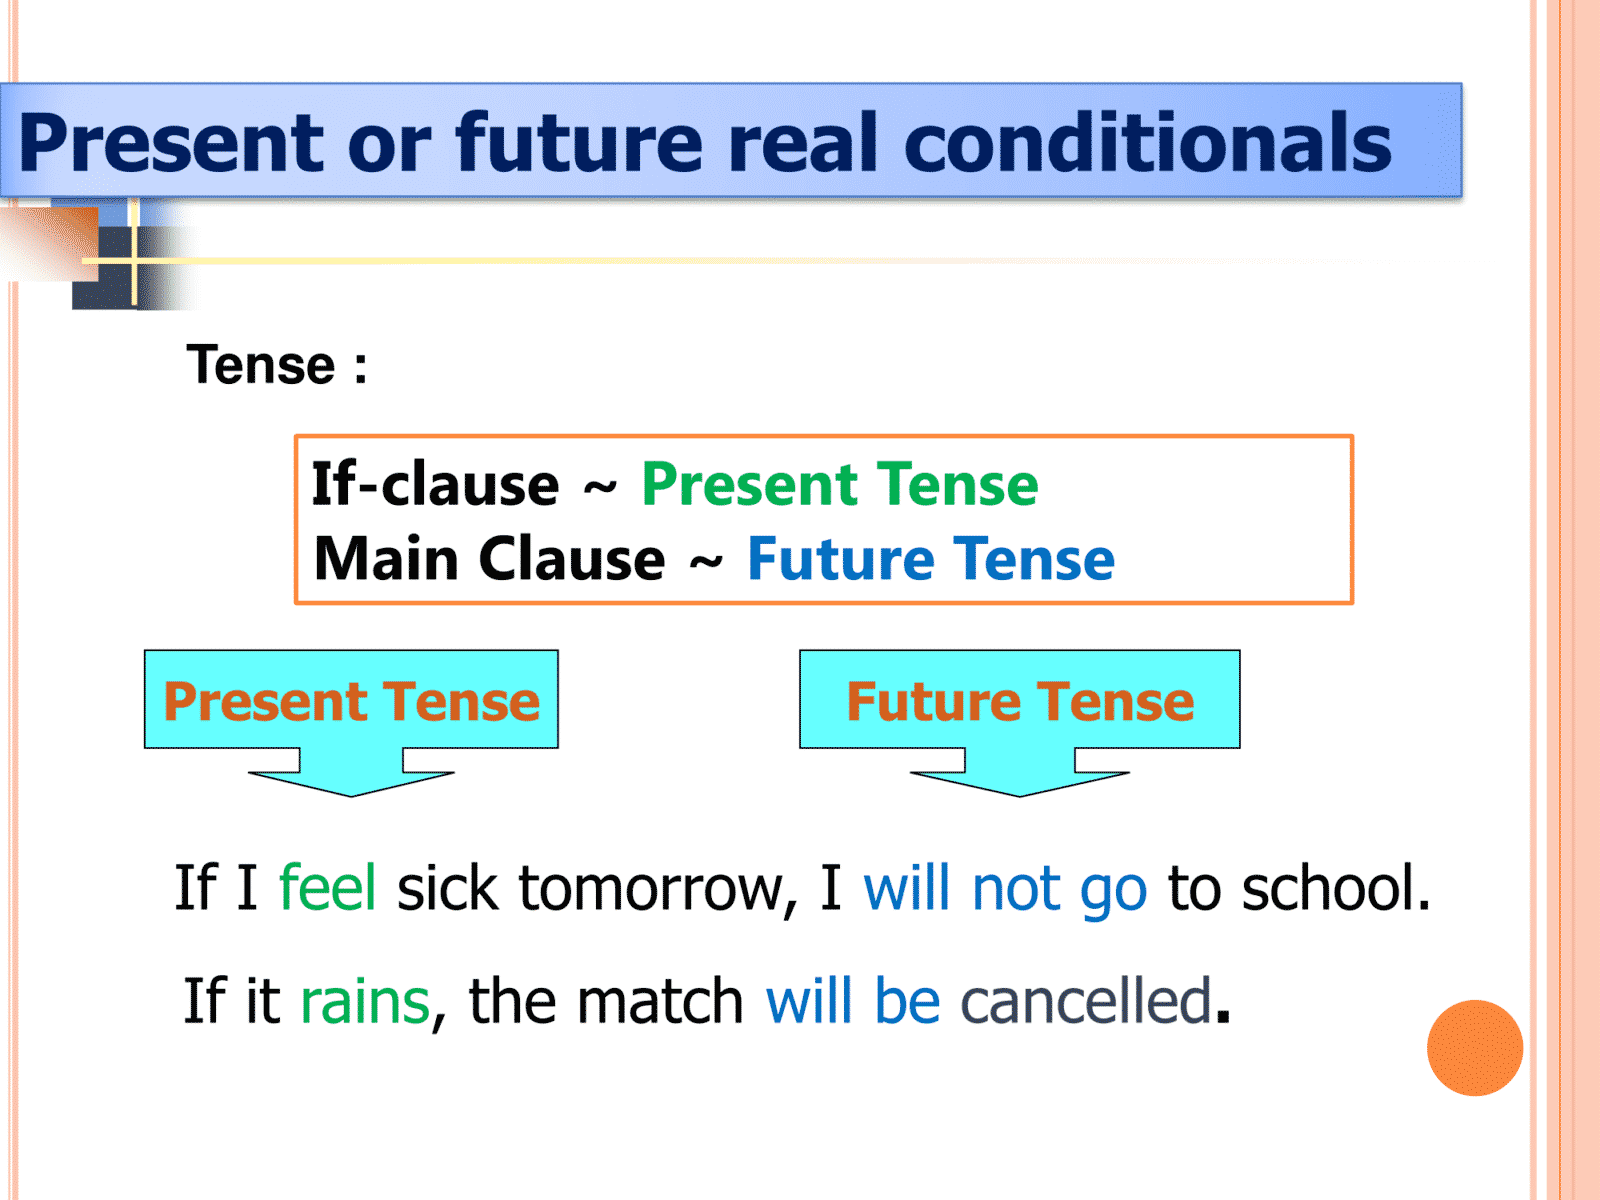 Present or future real conditionals
Tense :
If-clause ~ Present Tense
Main Clause ~ Future Tense
Present Tense
Future Tense
If I feel sick tomorrow, I will not go to school.
If it rains, the match will be cancelled.